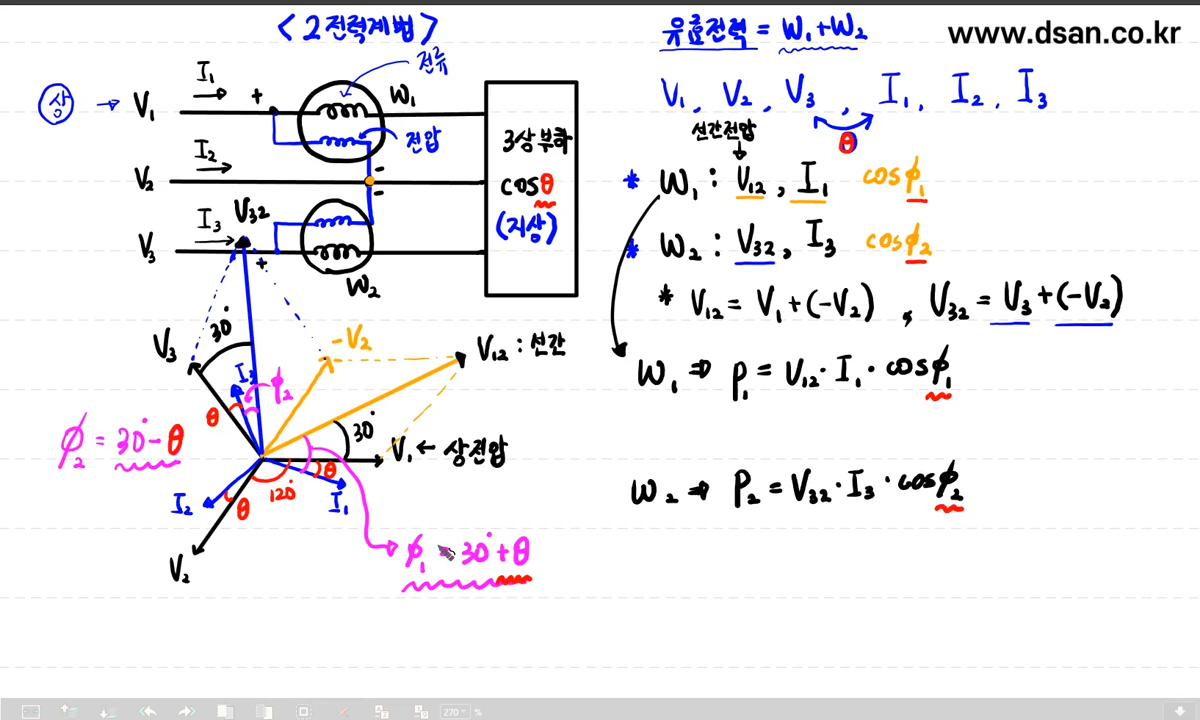 <2전력계법>
유효전력 = W₁+W₂
www.dsan.co.kr
I₁
전류
W₁
상 → V₁
+
V₁, V₂, V₃, I₁, I₂, I₃
선간전압
θ
전압
3상부하
cosθ
(지상)
I₂
V₂
-
-
* W₁ : V₁₂, I₁ cosϕ₁
I₃
V₃₂
V₃
+
W₂
* W₂ : V₃₂, I₃ cosϕ₂
* V₁₂ = V₁+(-V₂), V₃₂ = V₃+(-V₂)
30°
V₃
-V₂
V₁₂ : 선간
I₃
ϕ₂
θ
W₁ ⇒ P₁ = V₁₂·I₁·cosϕ₁
ϕ₂ = 30°-θ
30°
V₁ ← 상전압
θ
120°
I₁
I₂
θ
W₂ ⇒ P₂ = V₃₂·I₃·cosϕ₂
V₂
ϕ₁ = 30°+θ
270 %